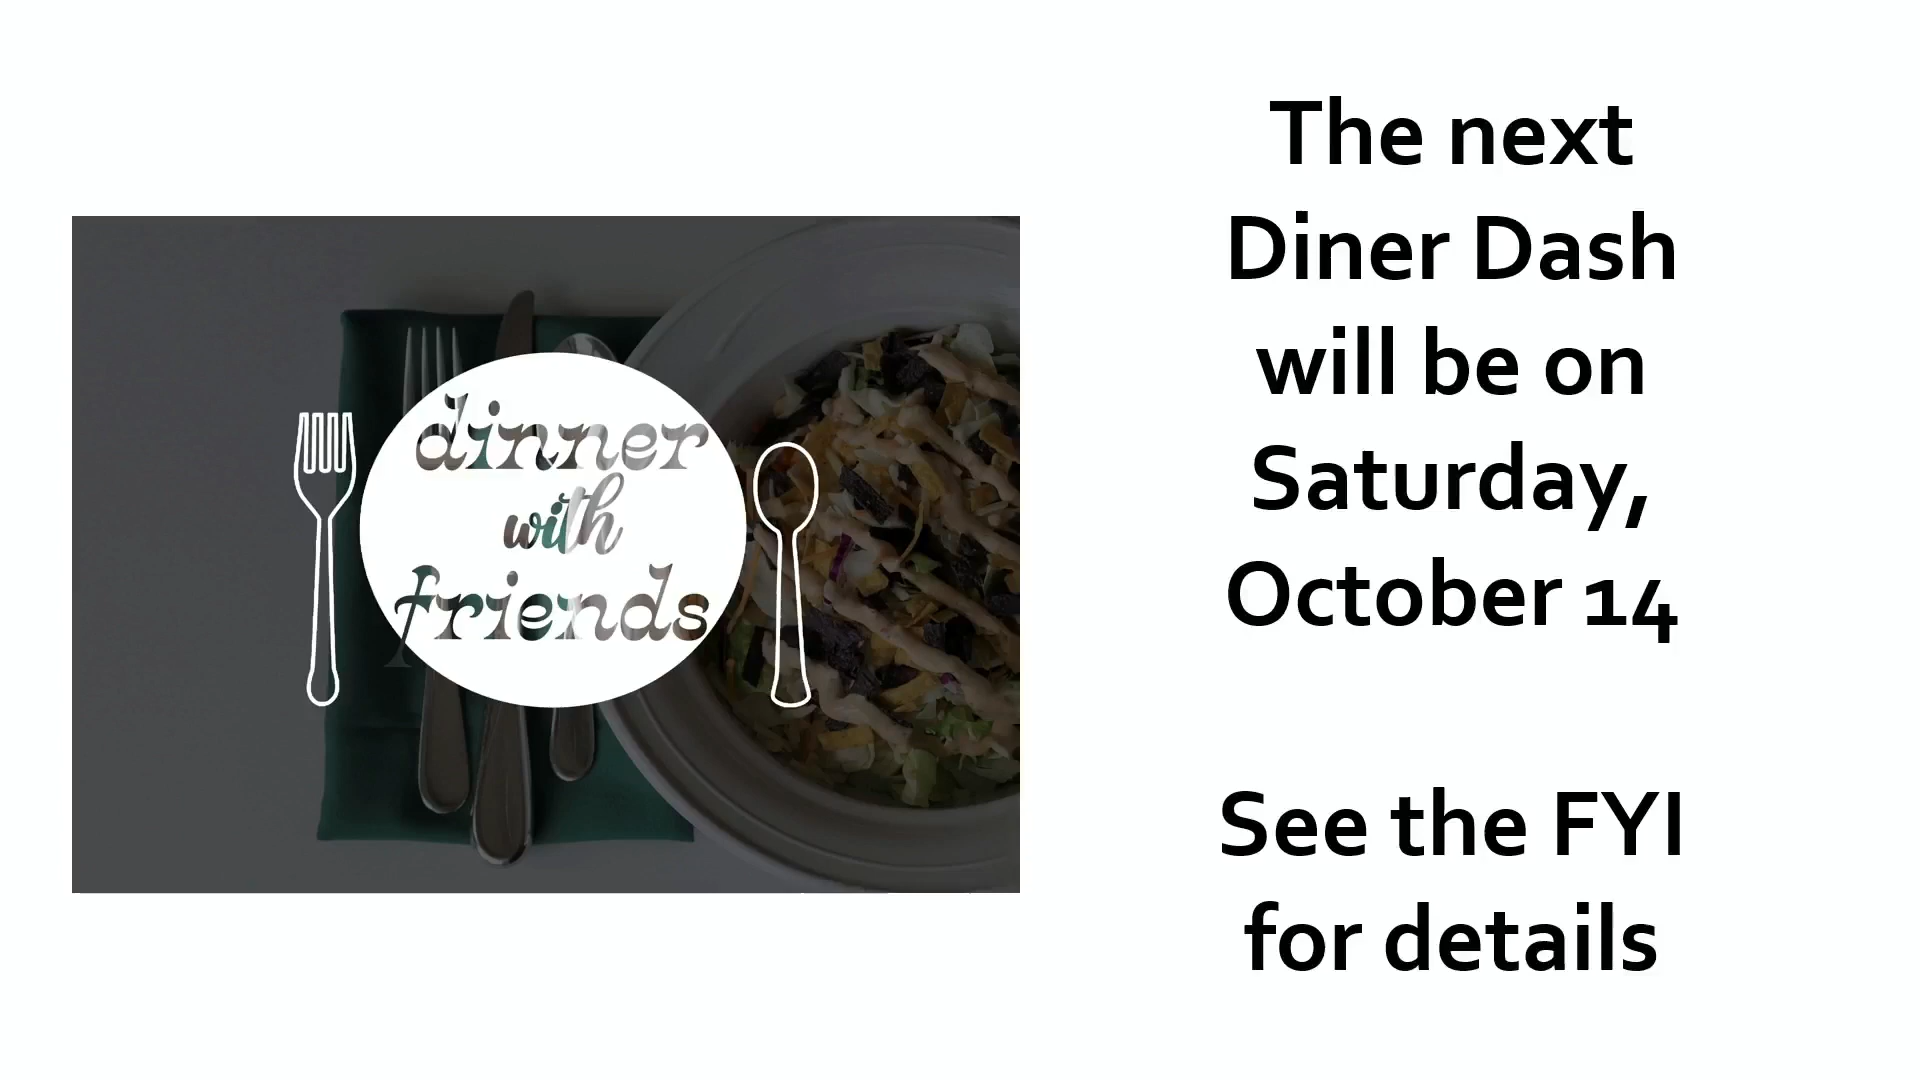 dinner
with
friends
The next
Diner Dash
will be on
Saturday,
October 14
See the FYI
for details